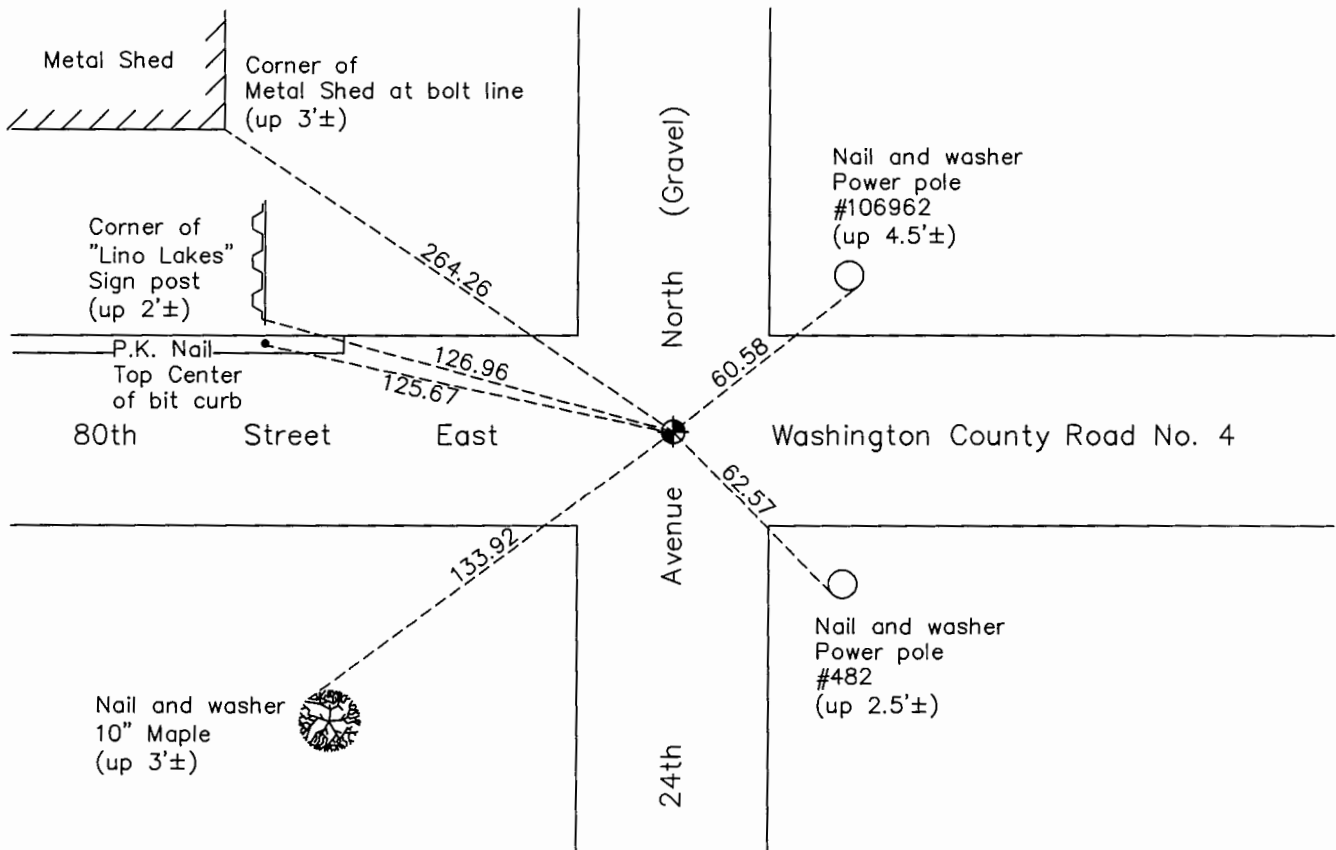 Metal Shed
Corner of
Metal Shed at bolt line
(up 3'±)
(Gravel)
Nail and washer
Power pole
#106962
(up 4.5'±)
Corner of
"Lino Lakes"
Sign post
(up 2'±)
264.26
North
P.K. Nail
Top Center
of bit curb
126.96
125.67
60.58
80th Street East
Washington County Road No. 4
62.57
Avenue
133.92
Nail and washer
Power pole
#482
(up 2.5'±)
Nail and washer
10" Maple
(up 3'±)
24th